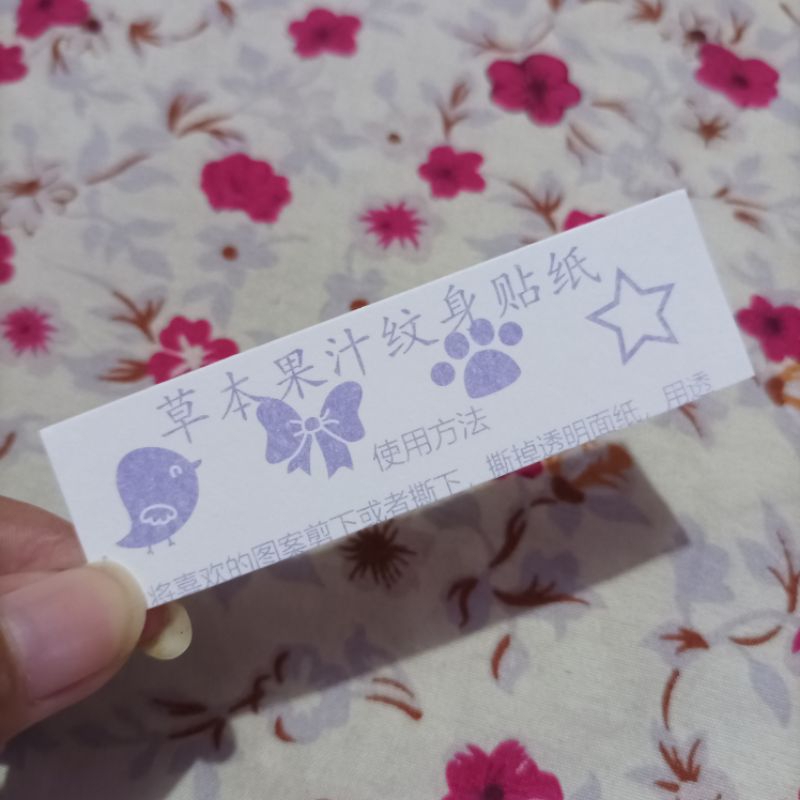 草本果汁纹身贴纸
使用方法
将喜欢的图案剪下或者撕下，撕掉透明面纸，用透